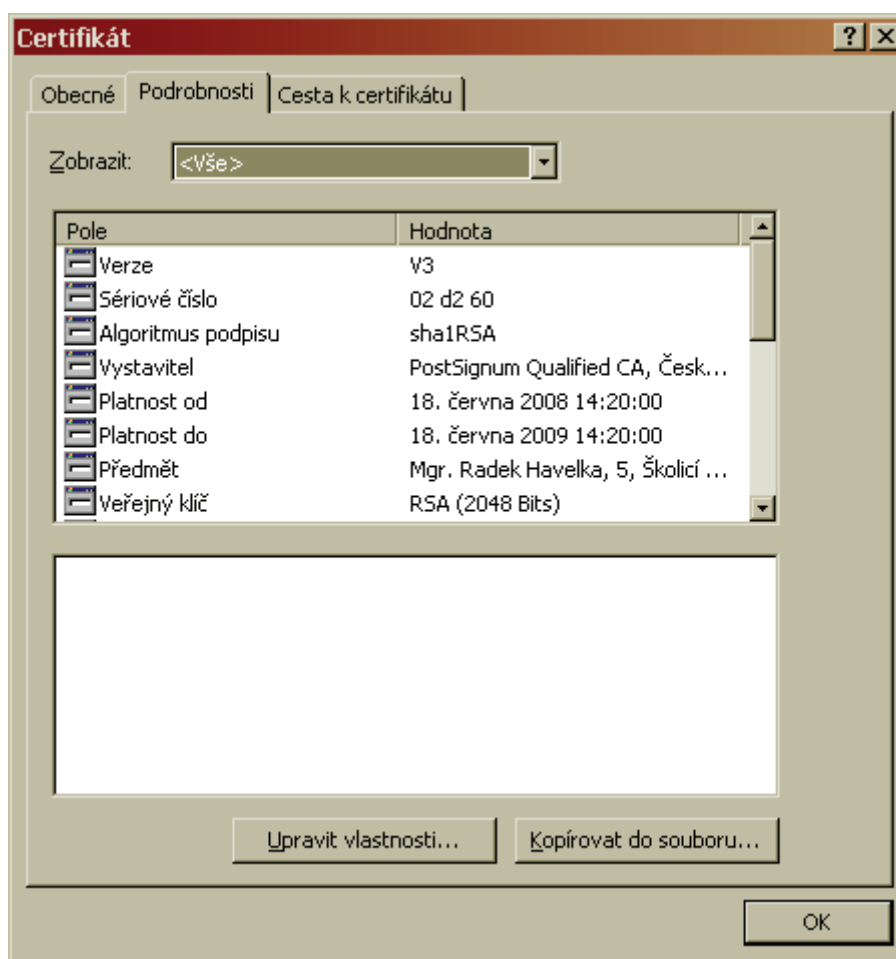 Certifikát
Obecné Podrobnosti Cesta k certifikátu
Zobrazit: <Vše>
Pole Hodnota
Verze V3
Sériové číslo 02 d2 60
Algoritmus podpisu sha1RSA
Vystavitel PostSignum Qualified CA, Česk...
Platnost od 18. června 2008 14:20:00
Platnost do 18. června 2009 14:20:00
Předmět Mgr. Radek Havelka, 5, Školicí ...
Veřejný klíč RSA (2048 Bits)
Upravit vlastnosti... Kopírovat do souboru...
OK